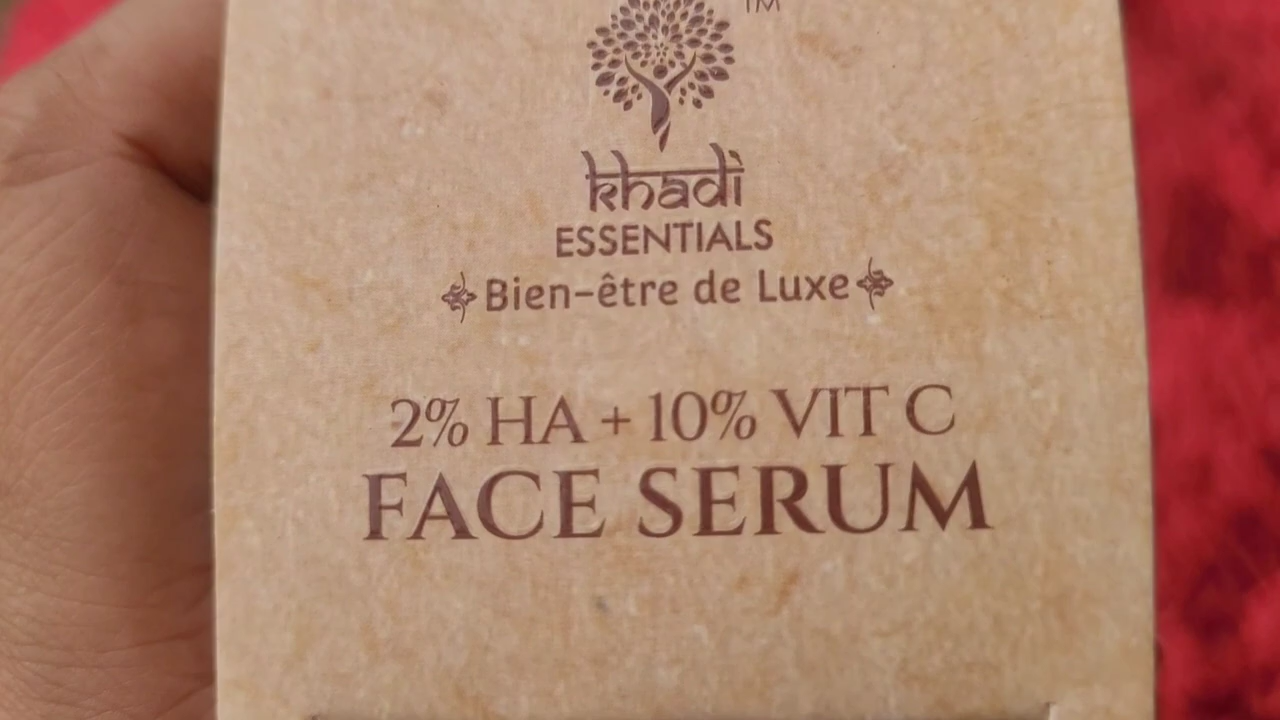 TM
khadi
ESSENTIALS
Bien-être de Luxe
2% HA + 10% VIT C
FACE SERUM